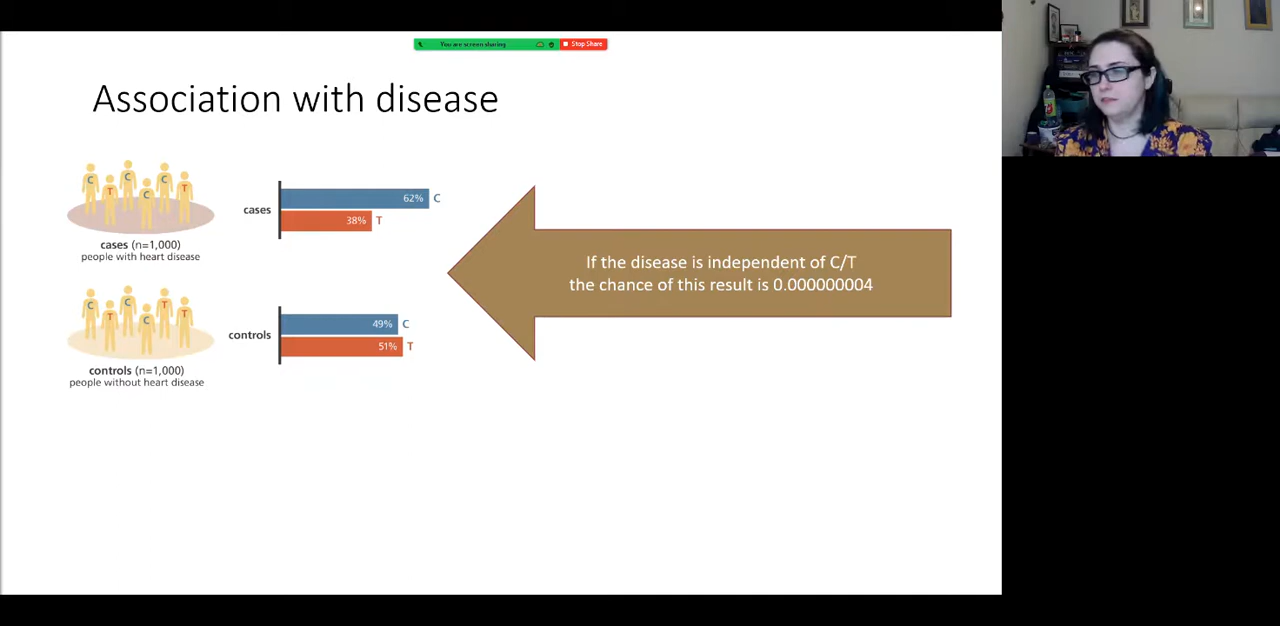 You are screen sharing
Stop Share
Association with disease
C T C C C T
cases (n=1,000)
people with heart disease
cases
62% C
38% T
C T C C T T
controls (n=1,000)
people without heart disease
controls
49% C
51% T
If the disease is independent of C/T
the chance of this result is 0.000000004